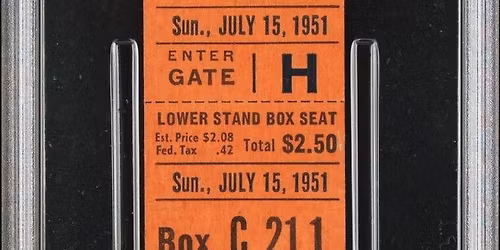 Sun., JULY 15, 1951
ENTER
GATE H
LOWER STAND BOX SEAT
Est. Price $2.08
Fed. Tax .42 Total $2.50
Sun., JULY 15, 1951
Box C 211